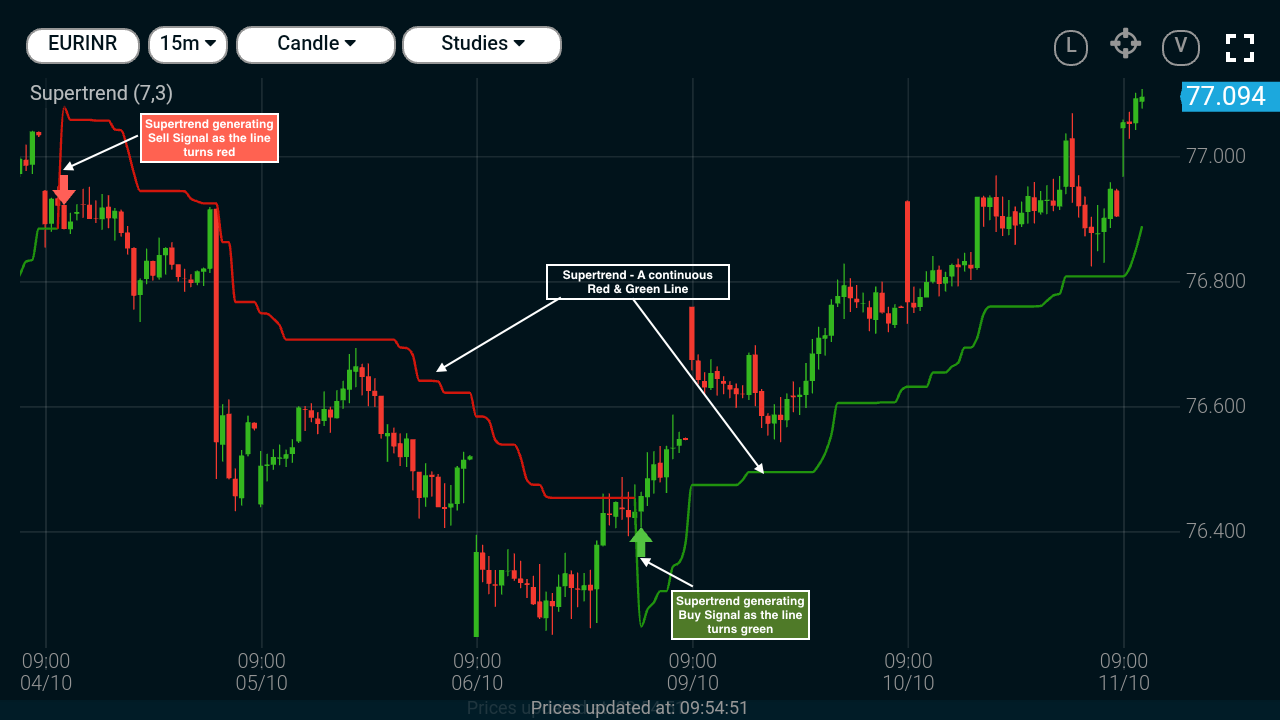 EURINR 15m Candle Studies L V
Supertrend (7,3)
77.094
Supertrend generating
Sell Signal as the line
turns red
77.000
Supertrend - A continuous
Red & Green Line
76.800
76.600
76.400
Supertrend generating
Buy Signal as the line
turns green
09:00 09:00 09:00 09:00 09:00 09:00
04/10 05/10 06/10 09/10 10/10 11/10
Prices updated at: 09:54:51